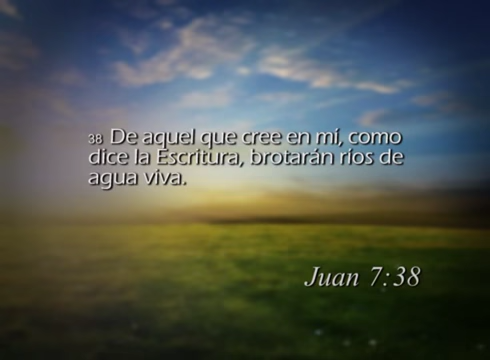 38 De aquel que cree en mí, como
dice la Escritura, brotarán ríos de
agua viva.
Juan 7:38